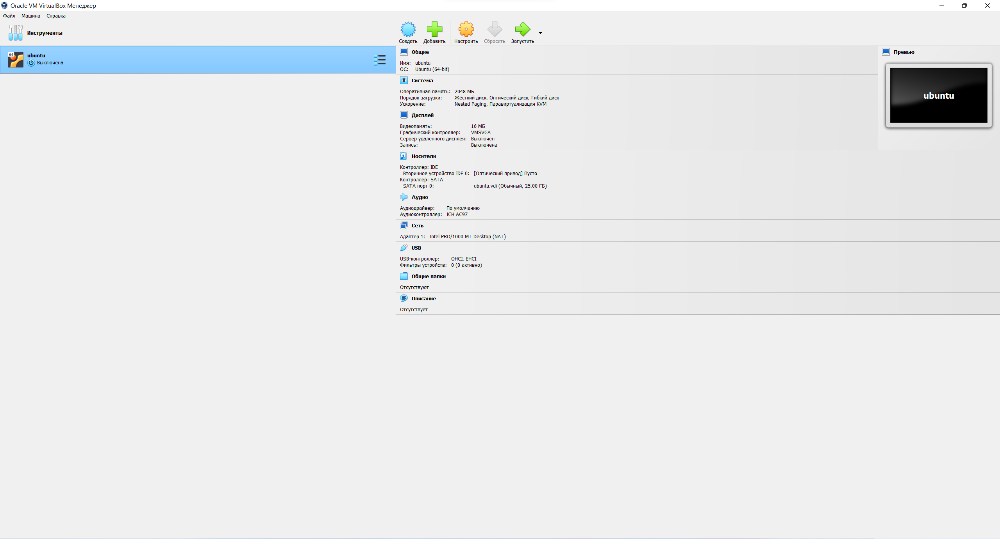 Oracle VM VirtualBox Менеджер
Файл Машина Справка
Инструменты
Создать Добавить Настроить Сбросить Запустить
64
ubuntu
Выключена
Общие
Имя: ubuntu
ОС: Ubuntu (64-bit)
Система
Оперативная память: 2048 МБ
Порядок загрузки: Жёсткий диск, Оптический диск, Гибкий диск
Ускорение: Nested Paging, Паравиртуализация KVM
Дисплей
Видеопамять: 16 МБ
Графический контроллер: VMSVGA
Сервер удалённого дисплея: Выключен
Запись: Выключена
Превью
ubuntu
Носители
Контроллер: IDE
Вторичное устройство IDE 0: [Оптический привод] Пусто
Контроллер: SATA
SATA порт 0: ubuntu.vdi (Обычный, 25,00 ГБ)
Аудио
Аудиодрайвер: По умолчанию
Аудиоконтроллер: ICH AC97
Сеть
Адаптер 1: Intel PRO/1000 MT Desktop (NAT)
USB
USB-контроллер: OHCI, EHCI
Фильтры устройств: 0 (0 активно)
Общие папки
Отсутствуют
Описание
Отсутствует